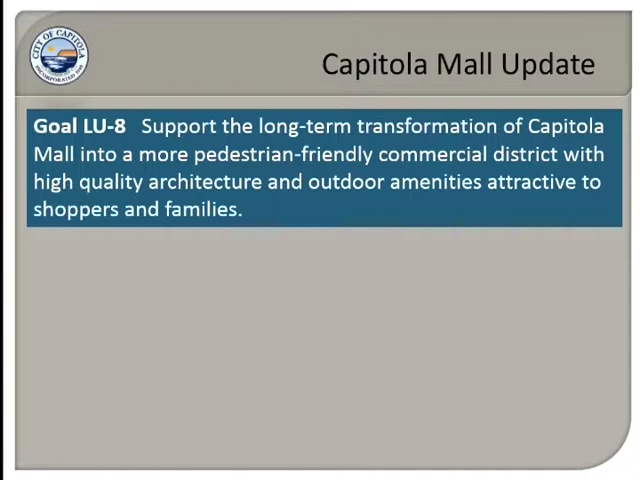 CITY OF CAPITOLA
INCORPORATED 1949
Capitola Mall Update
Goal LU-8 Support the long-term transformation of Capitola
Mall into a more pedestrian-friendly commercial district with
high quality architecture and outdoor amenities attractive to
shoppers and families.